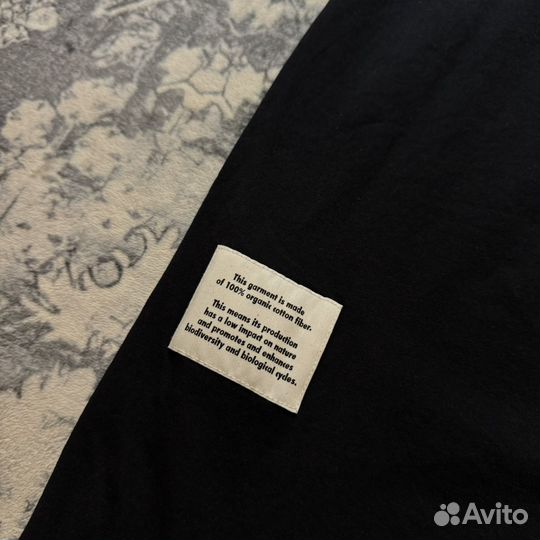 This garment is made
of 100% organic cotton fiber.
This means its production
has a low impact on nature
and promotes and enhances
biodiversity and biological cycles.
Avito